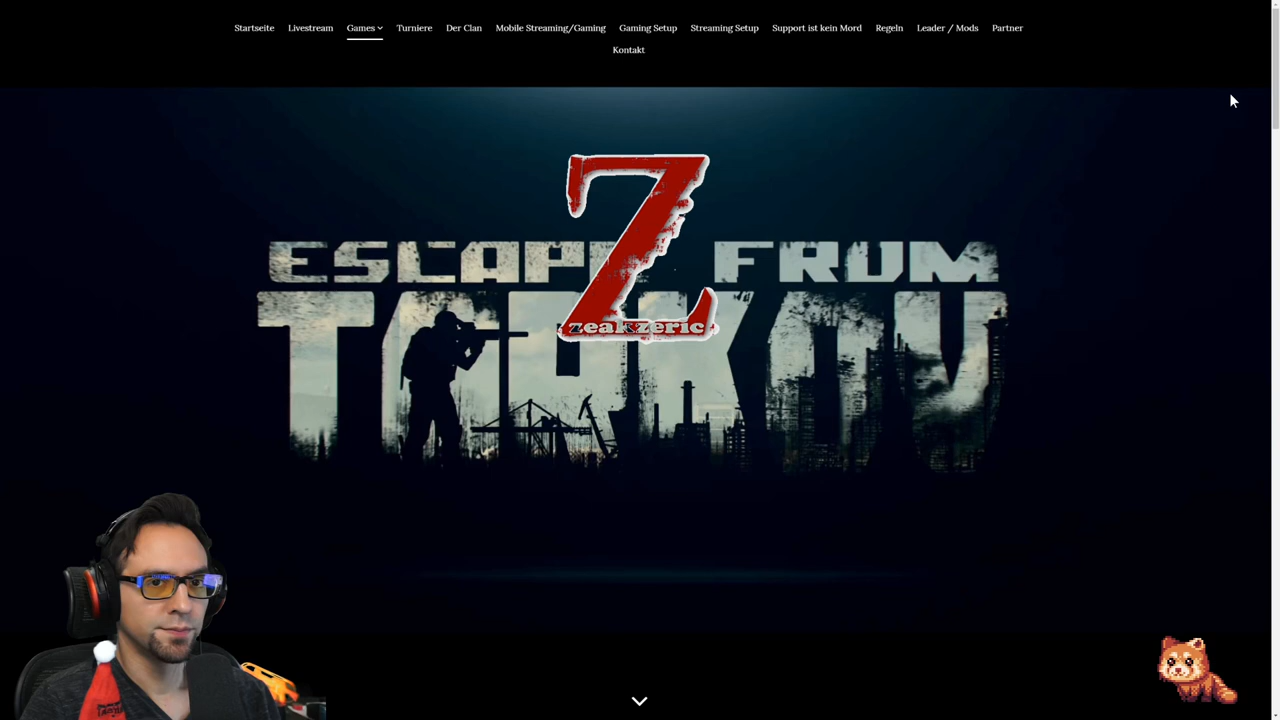 Startseite Livestream Games Turniere Der Clan Mobile Streaming/Gaming Gaming Setup Streaming Setup Support ist kein Mord Regeln Leader / Mods Partner
Kontakt
Z
ESCAPE FROM
zeakzeric
TARKOV